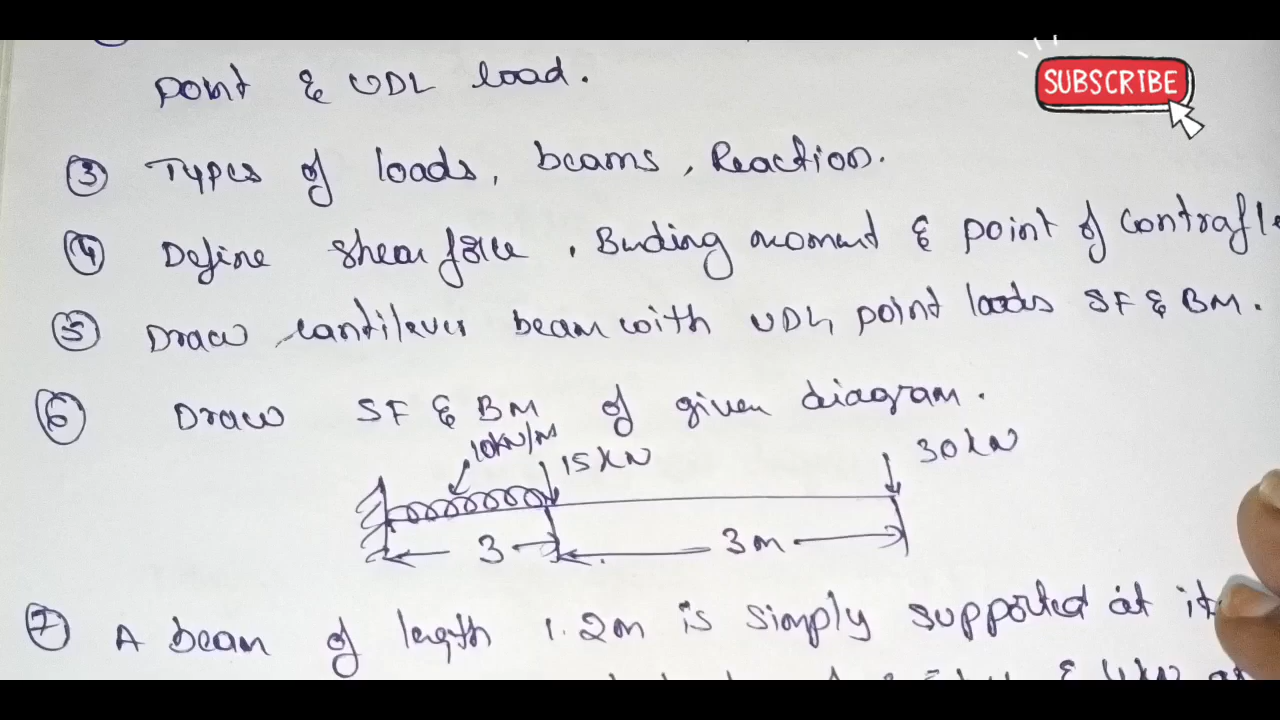 point & UDL load.
SUBSCRIBE
③ Types of loads, beams, Reaction.
④ Define shear force, Bending moment & point of contrafl
⑤ Draw cantilever beam with UDL, point loads SF & BM.
⑥ Draw SF & BM of given diagram.
10kN/m
15kN
30kN
3
3m
⑦ A beam of length 1.2m is simply supported at it